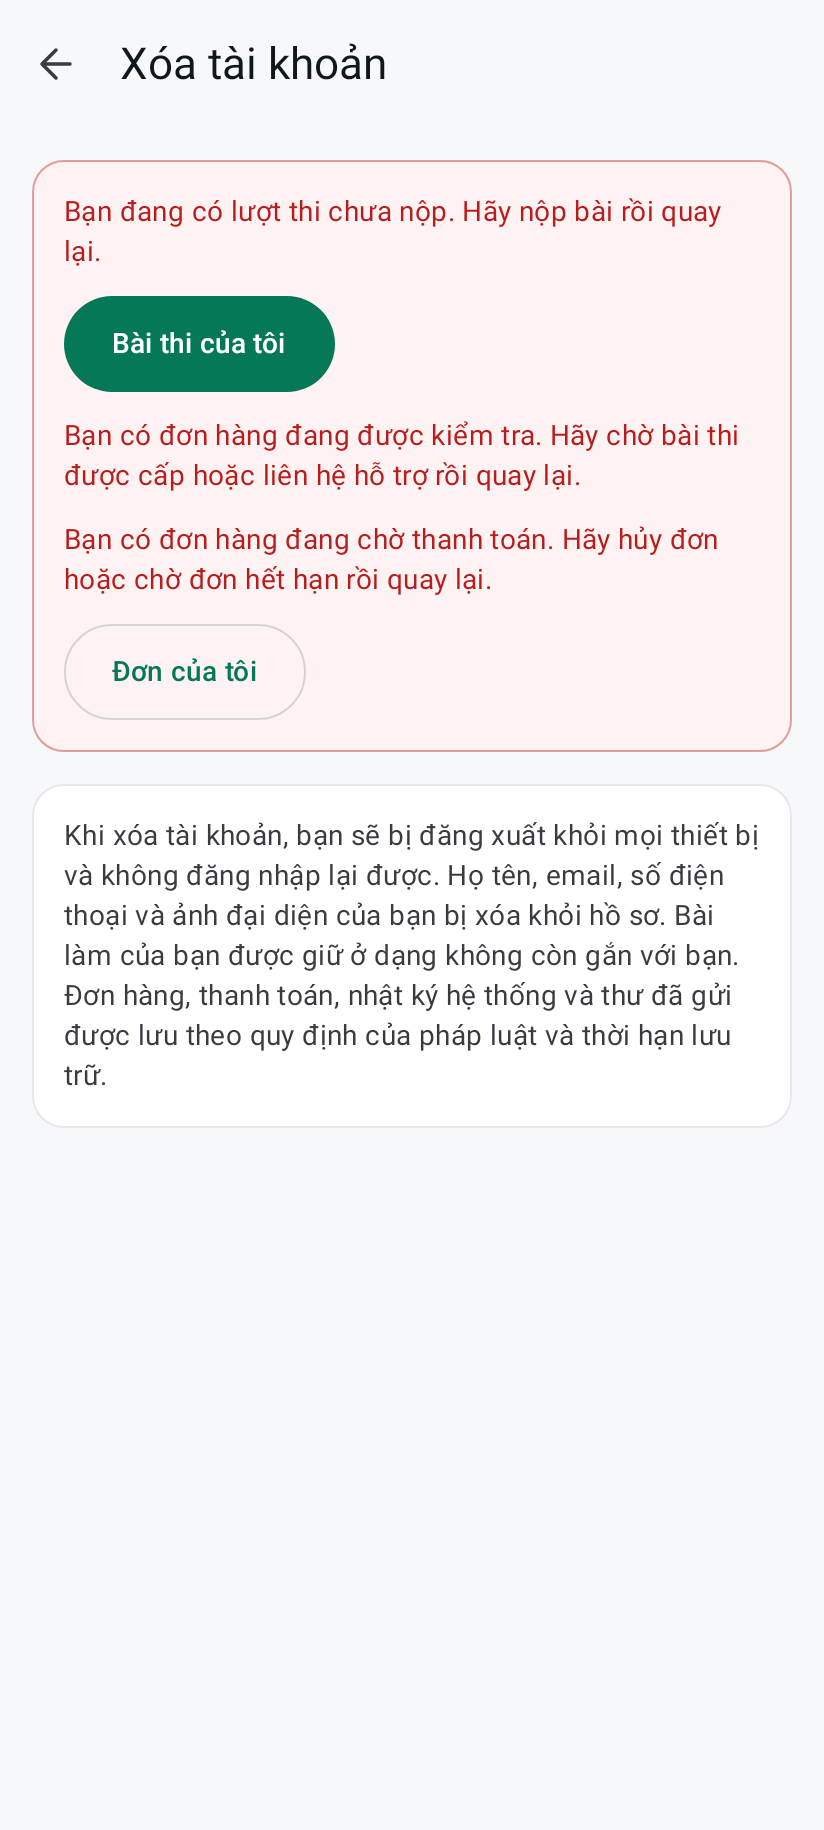 Xóa tài khoản
Bạn đang có lượt thi chưa nộp. Hãy nộp bài rồi quay
lại.
Bài thi của tôi
Bạn có đơn hàng đang được kiểm tra. Hãy chờ bài thi
được cấp hoặc liên hệ hỗ trợ rồi quay lại.
Bạn có đơn hàng đang chờ thanh toán. Hãy hủy đơn
hoặc chờ đơn hết hạn rồi quay lại.
Đơn của tôi
Khi xóa tài khoản, bạn sẽ bị đăng xuất khỏi mọi thiết bị
và không đăng nhập lại được. Họ tên, email, số điện
thoại và ảnh đại diện của bạn bị xóa khỏi hồ sơ. Bài
làm của bạn được giữ ở dạng không còn gắn với bạn.
Đơn hàng, thanh toán, nhật ký hệ thống và thư đã gửi
được lưu theo quy định của pháp luật và thời hạn lưu
trữ.